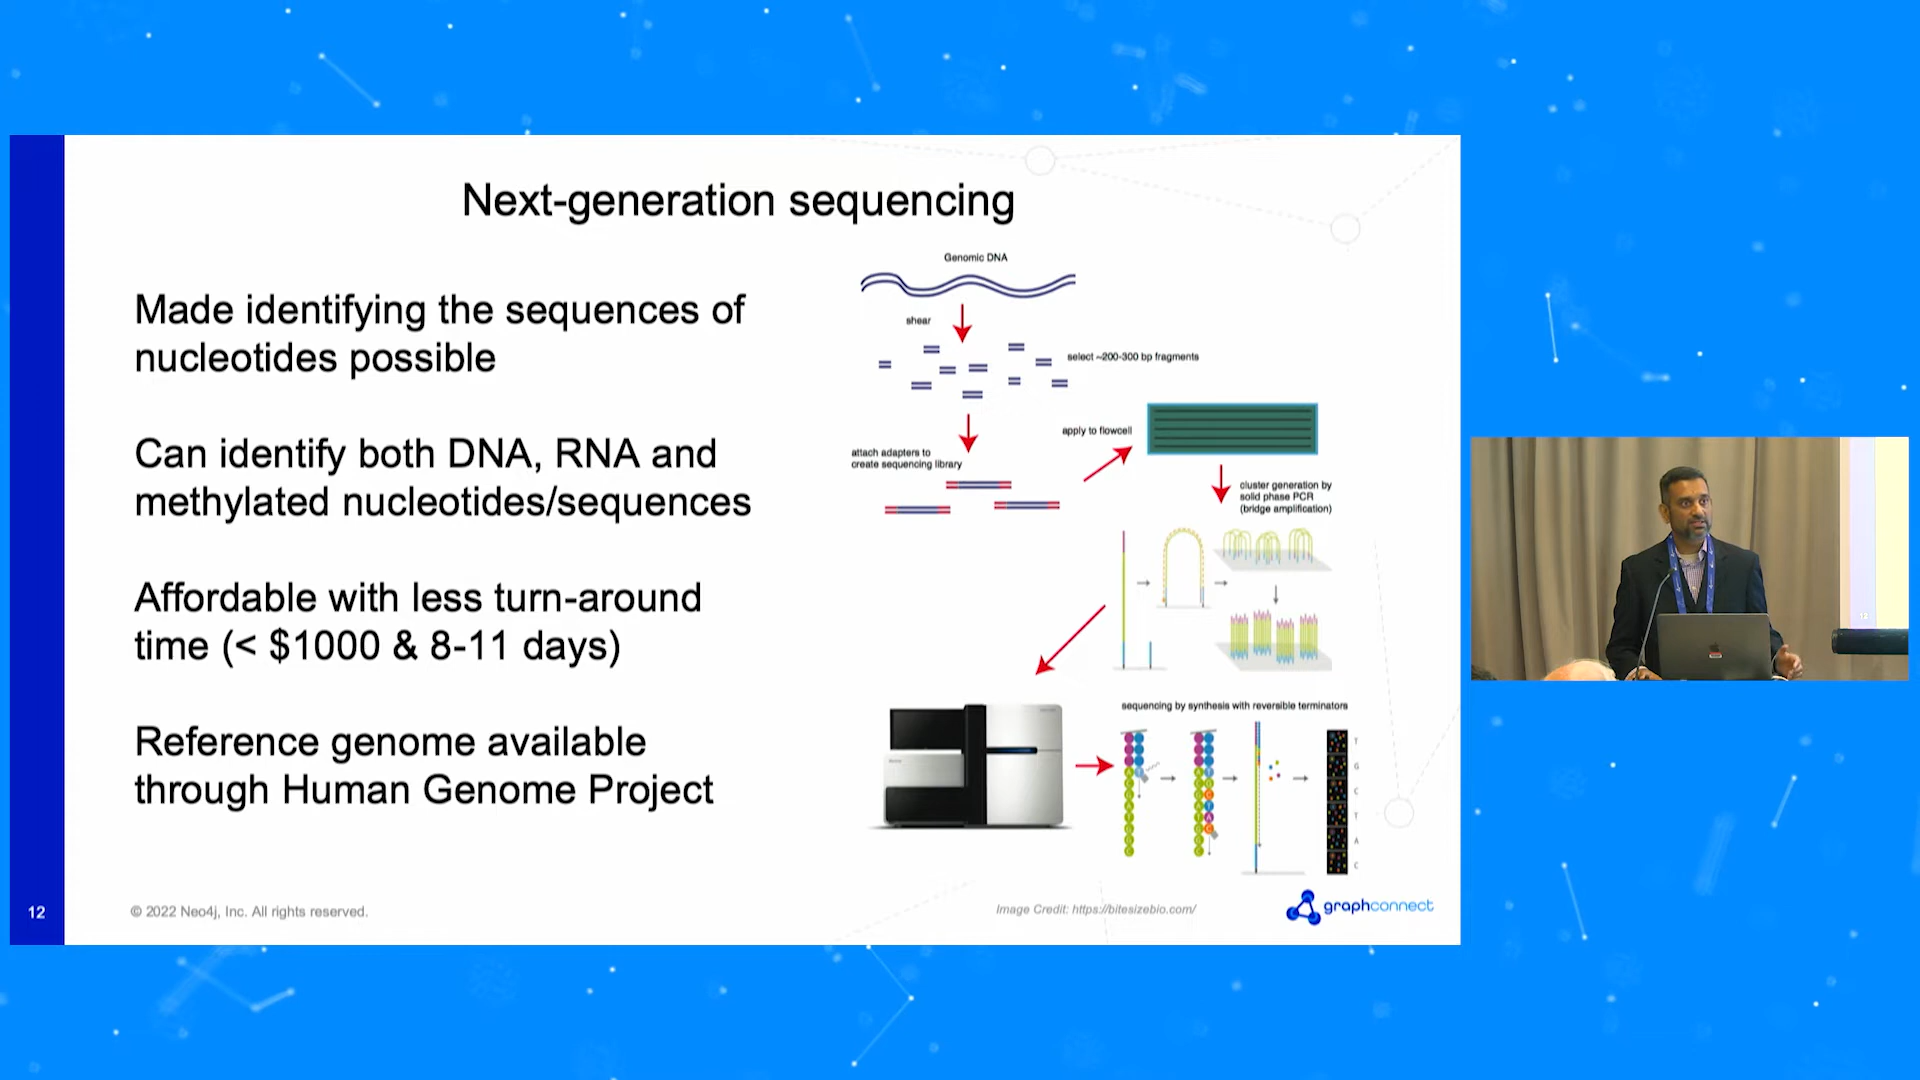 Next-generation sequencing
Made identifying the sequences of
nucleotides possible
Can identify both DNA, RNA and
methylated nucleotides/sequences
Affordable with less turn-around
time (< $1000 & 8-11 days)
Reference genome available
through Human Genome Project
Genomic DNA
shear
select ~200-300 bp fragments
attach adapters to
create sequencing library
apply to flowcell
cluster generation by
solid phase PCR
(bridge amplification)
sequencing by synthesis with reversible terminators
T
G
C
T
A
C
12
© 2022 Neo4j, Inc. All rights reserved.
Image Credit: https://bitesizebio.com/
graphconnect